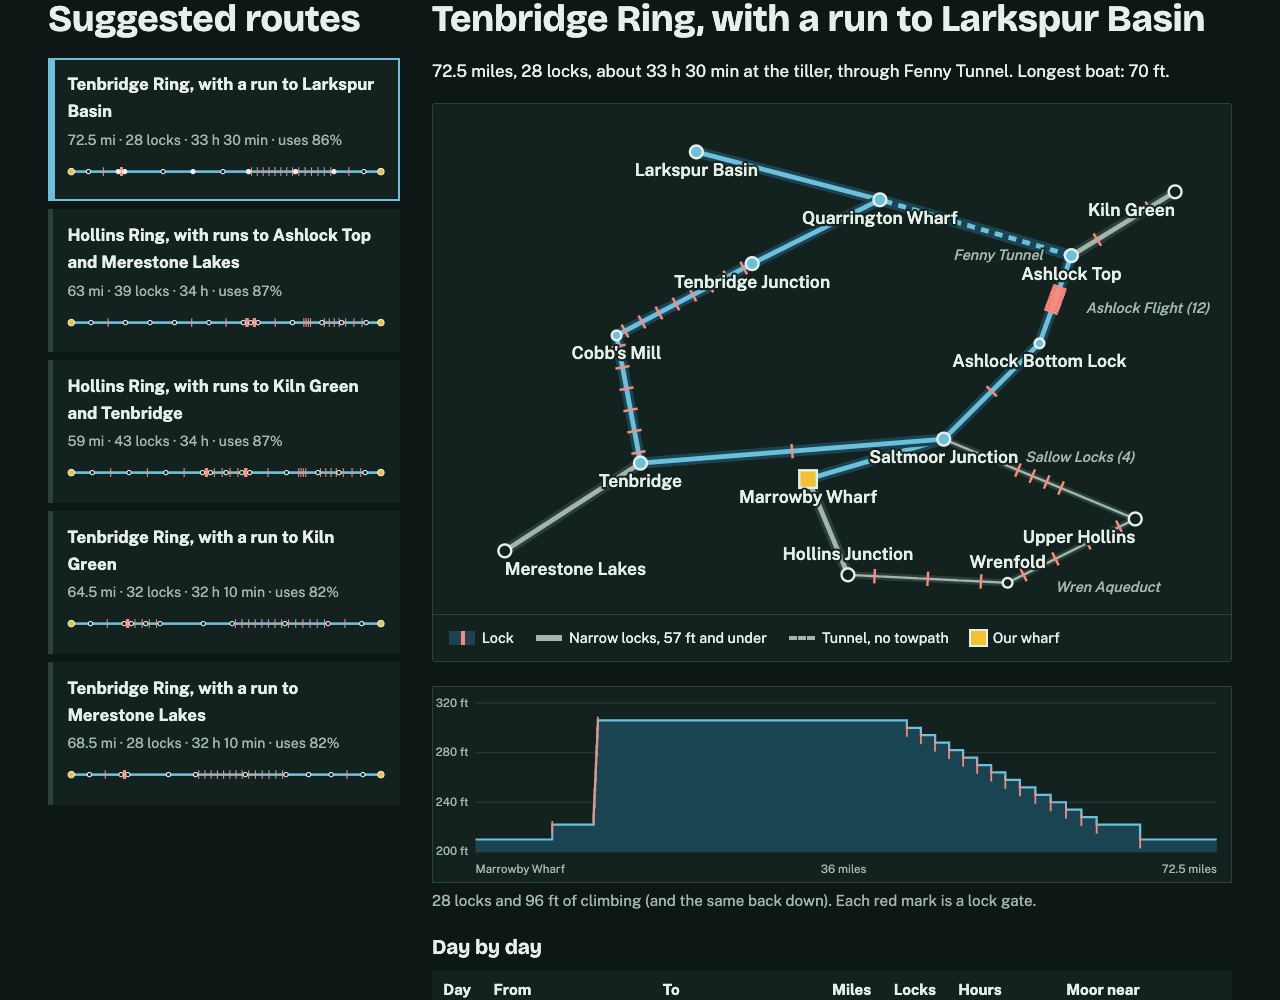 Suggested routes
Tenbridge Ring, with a run to Larkspur
Basin
72.5 mi · 28 locks · 33 h 30 min · uses 86%
Hollins Ring, with runs to Ashlock Top
and Merestone Lakes
63 mi · 39 locks · 34 h · uses 87%
Hollins Ring, with runs to Kiln Green
and Tenbridge
59 mi · 43 locks · 34 h · uses 87%
Tenbridge Ring, with a run to Kiln
Green
64.5 mi · 32 locks · 32 h 10 min · uses 82%
Tenbridge Ring, with a run to
Merestone Lakes
68.5 mi · 28 locks · 32 h 10 min · uses 82%
Tenbridge Ring, with a run to Larkspur Basin
72.5 miles, 28 locks, about 33 h 30 min at the tiller, through Fenny Tunnel. Longest boat: 70 ft.
Larkspur Basin
Kiln Green
Quarrington Wharf
Fenny Tunnel
Ashlock Top
Tenbridge Junction
Ashlock Flight (12)
Cobb's Mill
Ashlock Bottom Lock
Saltmoor Junction
Sallow Locks (4)
Tenbridge
Marrowby Wharf
Upper Hollins
Hollins Junction
Wrenfold
Merestone Lakes
Wren Aqueduct
Lock
Narrow locks, 57 ft and under
Tunnel, no towpath
Our wharf
320 ft
280 ft
240 ft
200 ft
Marrowby Wharf
36 miles
72.5 miles
28 locks and 96 ft of climbing (and the same back down). Each red mark is a lock gate.
Day by day
Day From To Miles Locks Hours Moor near